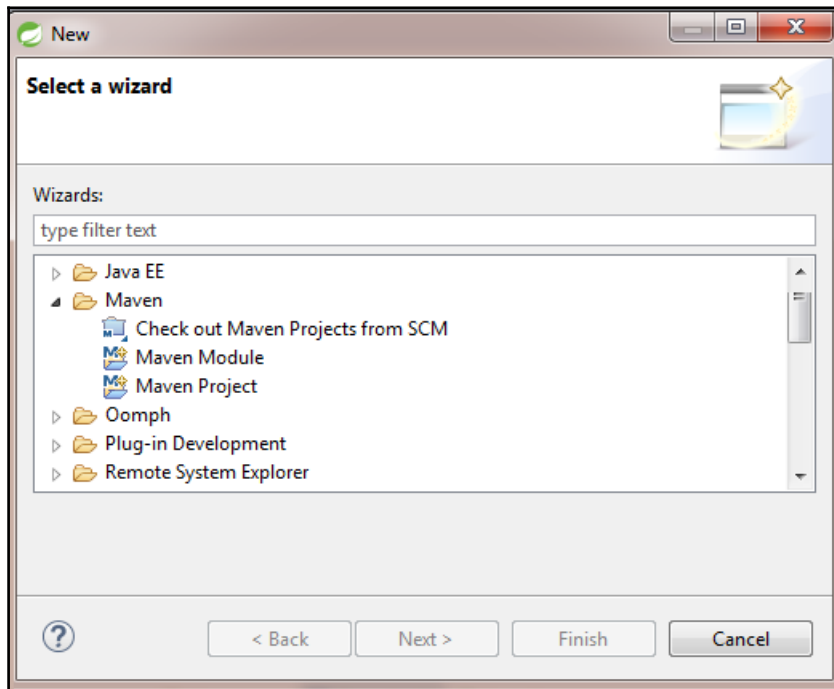 New
Select a wizard
Wizards:
type filter text
Java EE
Maven
Check out Maven Projects from SCM
Maven Module
Maven Project
Oomph
Plug-in Development
Remote System Explorer
< Back Next > Finish Cancel